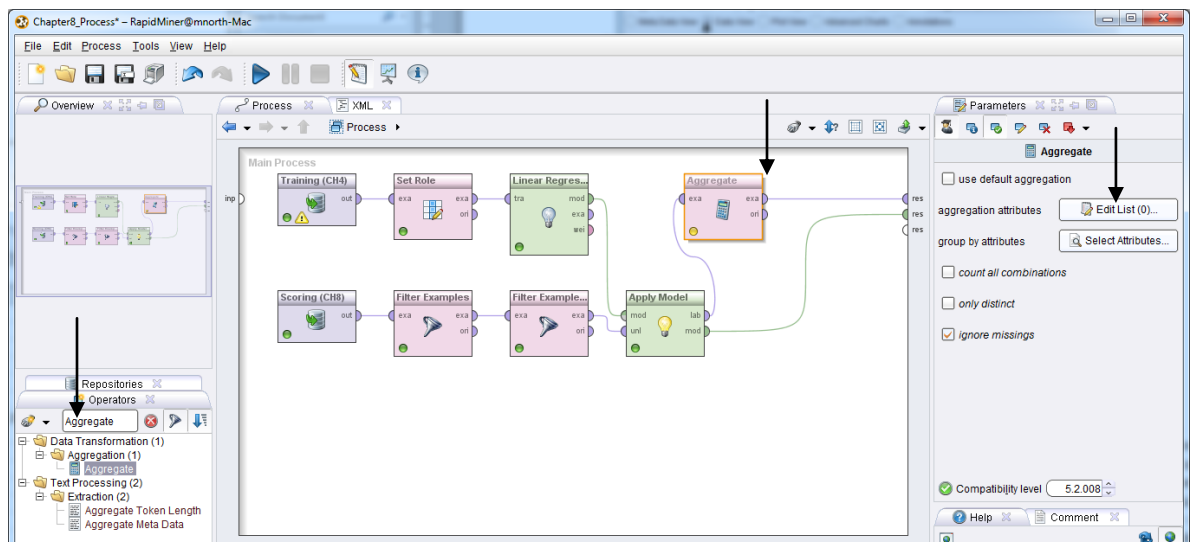 Chapter8_Process* – RapidMiner@mnorth-Mac
File Edit Process Tools View Help
Overview
Process
XML
Parameters
Process
Aggregate
Main Process
Training (CH4)
out
Set Role
exa
exa
ori
Linear Regres...
tra
mod
exa
wei
Aggregate
exa
exa
ori
inp
res
res
res
Scoring (CH8)
out
Filter Examples
exa
exa
ori
Filter Example...
exa
exa
ori
Apply Model
mod
lab
uni
mod
use default aggregation
aggregation attributes
Edit List (0)...
group by attributes
Select Attributes...
count all combinations
only distinct
ignore missings
Repositories
Operators
Aggregate
Data Transformation (1)
Aggregation (1)
Aggregate
Text Processing (2)
Extraction (2)
Aggregate Token Length
Aggregate Meta Data
Compatibility level
5.2.008
Help
Comment